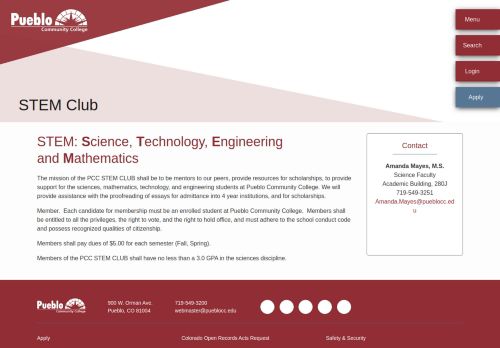 Pueblo
Community College
Menu
Search
Login
Apply
STEM Club
STEM: Science, Technology, Engineering
and Mathematics
The mission of the PCC STEM CLUB shall be to be mentors to our peers, provide resources for scholarships, to provide
support for the sciences, mathematics, technology, and engineering students at Pueblo Community College. We will
provide assistance with the proofreading of essays for admittance into 4 year institutions, and for scholarships.
Member.  Each candidate for membership must be an enrolled student at Pueblo Community College,  Members shall
be entitled to all the privileges, the right to vote, and the right to hold office, and must adhere to the school conduct code
and possess recognized qualities of citizenship.
Members shall pay dues of $5.00 for each semester (Fall, Spring).
Members of the PCC STEM CLUB shall have no less than a 3.0 GPA in the sciences discipline.
Contact
Amanda Mayes, M.S.
Science Faculty
Academic Building, 280J
719-549-3251
Amanda.Mayes@pueblocc.ed
u
Pueblo
Community College
900 W. Orman Ave.
Pueblo, CO 81004
719-549-3200
webmaster@pueblocc.edu
Apply
Colorado Open Records Acts Request
Safety & Security